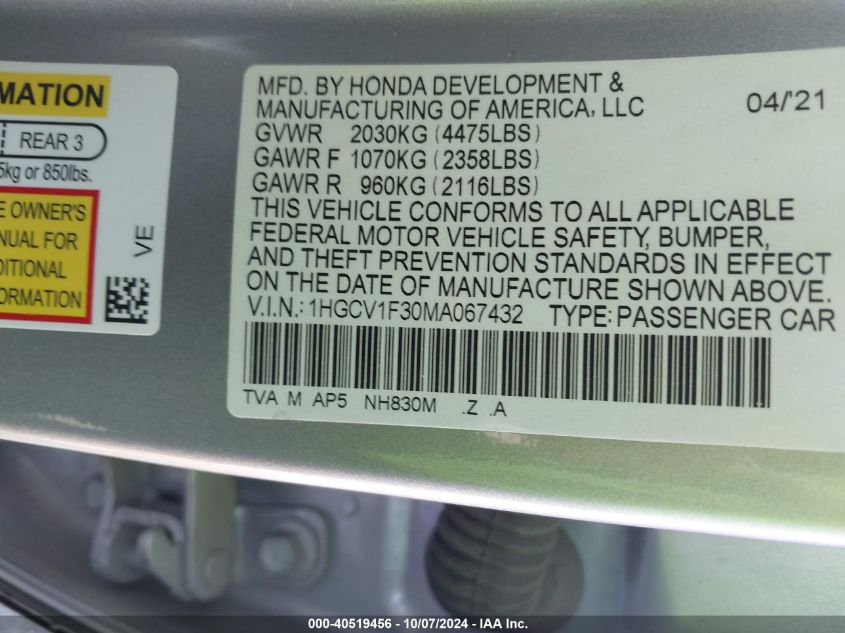 MATION
REAR 3
5kg or 850lbs.
OWNER'S
FOR
VE
MFD. BY HONDA DEVELOPMENT &
MANUFACTURING OF AMERICA, LLC 04/'21
GVWR 2030KG (4475LBS)
GAWR F 1070KG (2358LBS)
GAWR R 960KG (2116LBS)
THIS VEHICLE CONFORMS TO ALL APPLICABLE
FEDERAL MOTOR VEHICLE SAFETY, BUMPER,
AND THEFT PREVENTION STANDARDS IN EFFECT
ON THE DATE OF MANUFACTURE SHOWN ABOVE.
V.I.N.: 1HGCV1F30MA067432 TYPE: PASSENGER CAR
TVA M AP5 NH830M .Z .A
000-40519456 - 10/07/2024 - IAA Inc.